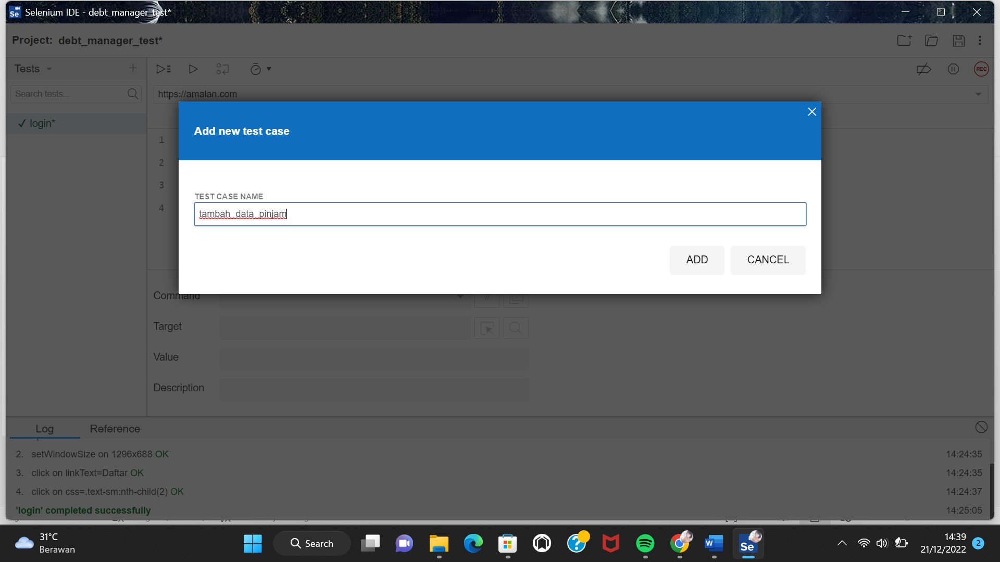 Selenium IDE - debt_manager_test*
Project: debt_manager_test*
Tests
REC
Search tests...
https://amalan.com
✓ login*
Add new test case
1
2
3
4
TEST CASE NAME
tambah_data_pinjam
ADD
CANCEL
Command
//
Target
Value
Description
Log
Reference
2. setWindowSize on 1296x688 OK 14:24:35
3. click on linkText=Daftar OK 14:24:35
4. click on css=.text-sm:nth-child(2) OK 14:24:37
'login' completed successfully 14:25:05
31°C
Berawan
Search
Se
14:39
21/12/2022
2